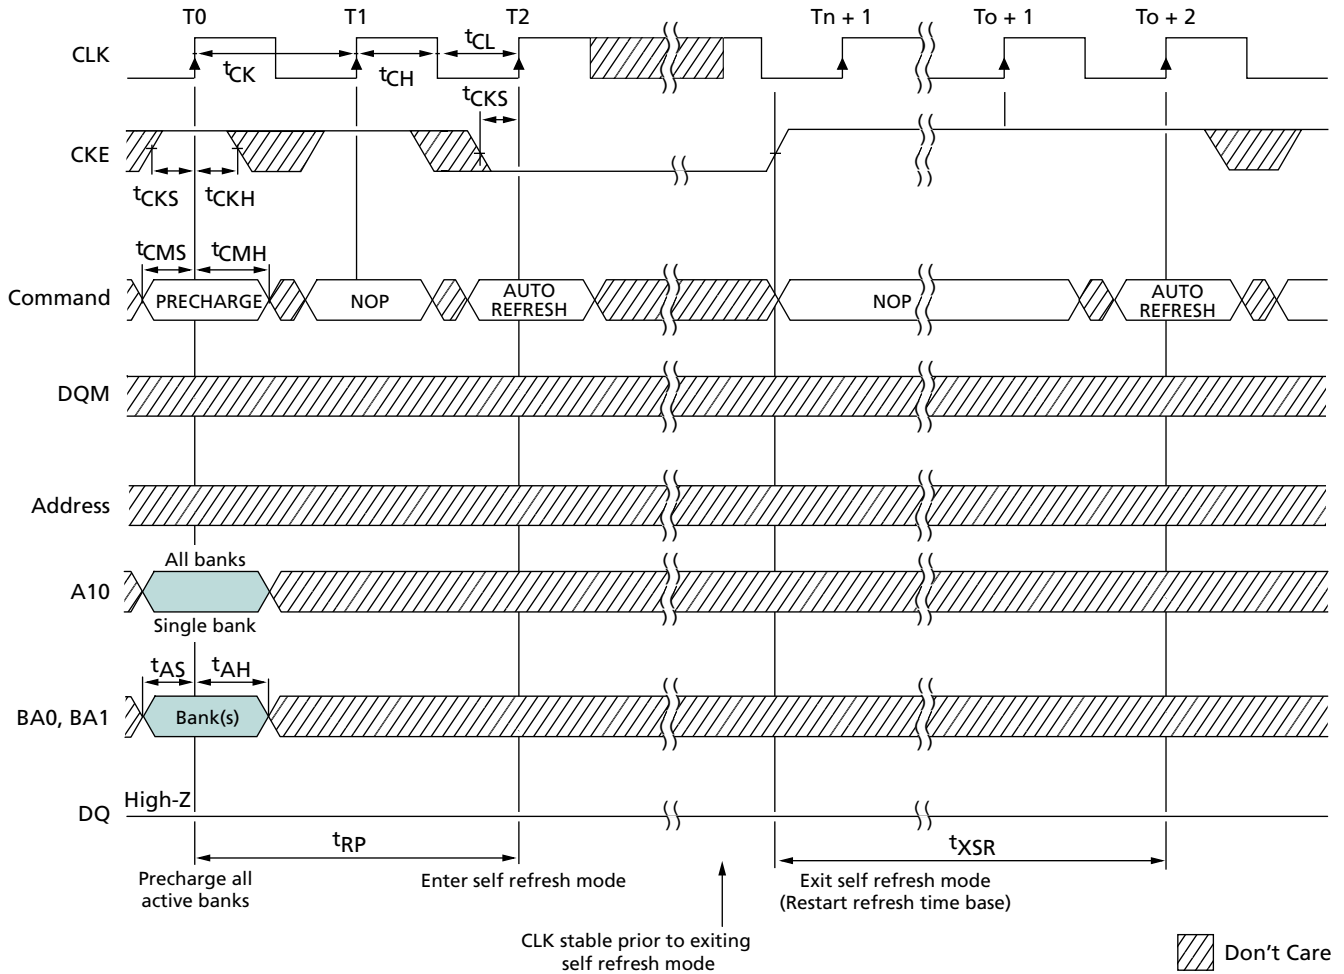 T0 T1 T2 Tn + 1 To + 1 To + 2
CLK
tCK tCH tCL
tCKS
CKE
tCKS tCKH
tCMS tCMH
Command PRECHARGE NOP AUTO REFRESH NOP AUTO REFRESH
DQM
Address
All banks
A10
Single bank
tAS tAH
BA0, BA1 Bank(s)
High-Z
DQ
tRP tXSR
Precharge all
active banks
Enter self refresh mode
Exit self refresh mode
(Restart refresh time base)
CLK stable prior to exiting
self refresh mode
Don't Care